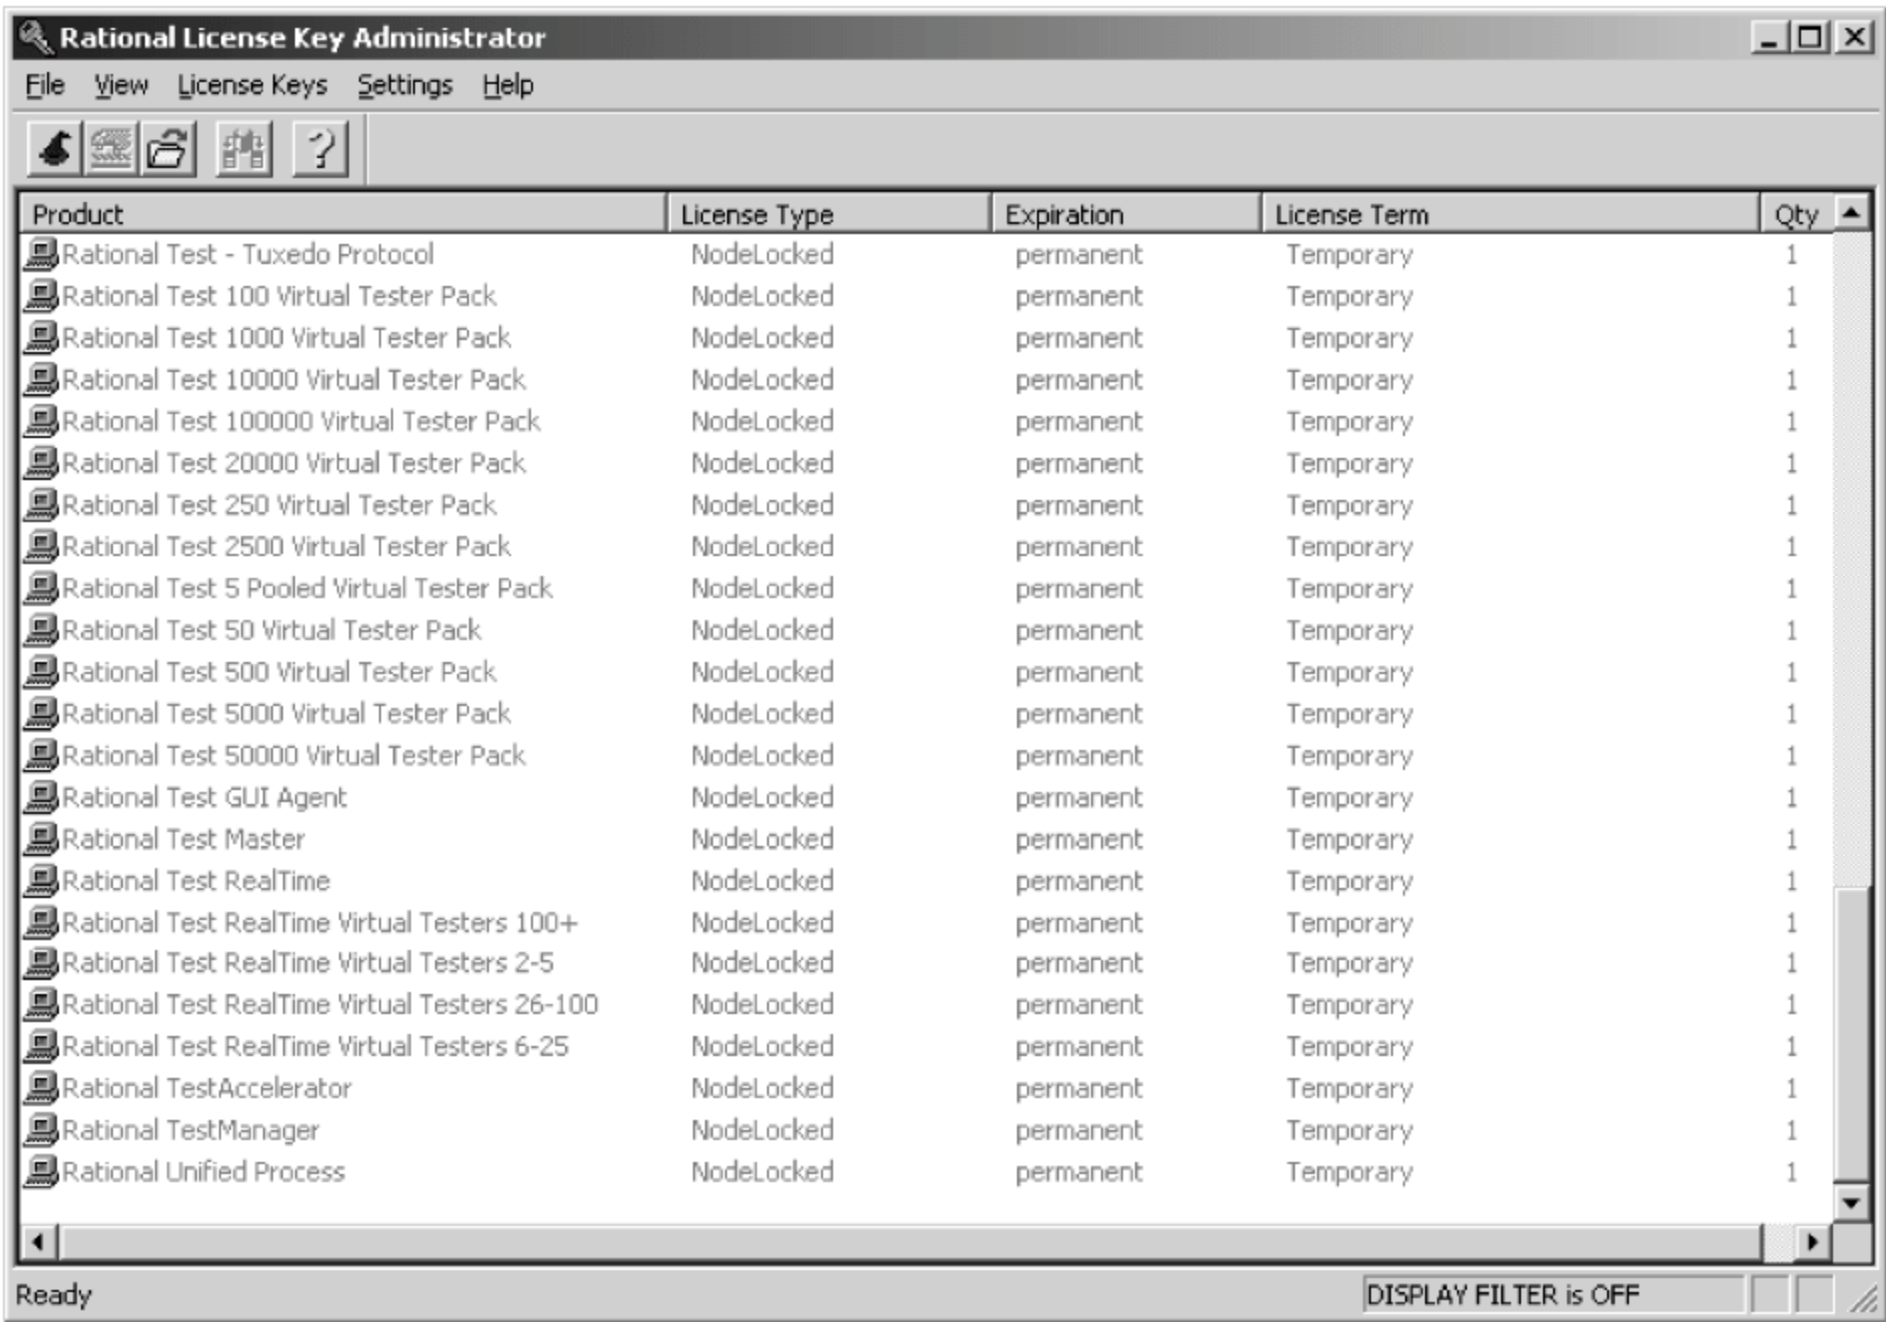 Rational License Key Administrator
File View License Keys Settings Help
Product License Type Expiration License Term Qty
Rational Test - Tuxedo Protocol NodeLocked permanent Temporary 1
Rational Test 100 Virtual Tester Pack NodeLocked permanent Temporary 1
Rational Test 1000 Virtual Tester Pack NodeLocked permanent Temporary 1
Rational Test 10000 Virtual Tester Pack NodeLocked permanent Temporary 1
Rational Test 100000 Virtual Tester Pack NodeLocked permanent Temporary 1
Rational Test 20000 Virtual Tester Pack NodeLocked permanent Temporary 1
Rational Test 250 Virtual Tester Pack NodeLocked permanent Temporary 1
Rational Test 2500 Virtual Tester Pack NodeLocked permanent Temporary 1
Rational Test 5 Pooled Virtual Tester Pack NodeLocked permanent Temporary 1
Rational Test 50 Virtual Tester Pack NodeLocked permanent Temporary 1
Rational Test 500 Virtual Tester Pack NodeLocked permanent Temporary 1
Rational Test 5000 Virtual Tester Pack NodeLocked permanent Temporary 1
Rational Test 50000 Virtual Tester Pack NodeLocked permanent Temporary 1
Rational Test GUI Agent NodeLocked permanent Temporary 1
Rational Test Master NodeLocked permanent Temporary 1
Rational Test RealTime NodeLocked permanent Temporary 1
Rational Test RealTime Virtual Testers 100+ NodeLocked permanent Temporary 1
Rational Test RealTime Virtual Testers 2-5 NodeLocked permanent Temporary 1
Rational Test RealTime Virtual Testers 26-100 NodeLocked permanent Temporary 1
Rational Test RealTime Virtual Testers 6-25 NodeLocked permanent Temporary 1
Rational TestAccelerator NodeLocked permanent Temporary 1
Rational TestManager NodeLocked permanent Temporary 1
Rational Unified Process NodeLocked permanent Temporary 1
Ready DISPLAY FILTER is OFF